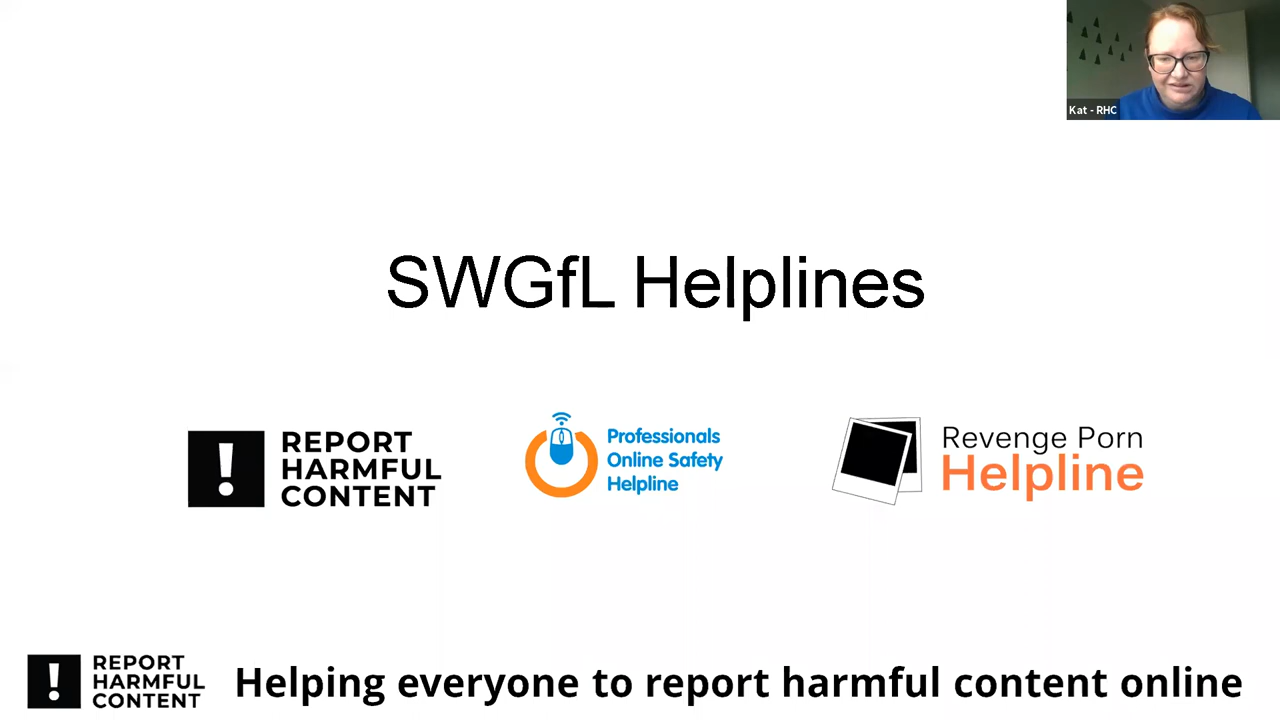 Kat - RHC
SWGfL Helplines
REPORT
HARMFUL
CONTENT
Professionals
Online Safety
Helpline
Revenge Porn
Helpline
REPORT
HARMFUL
CONTENT
Helping everyone to report harmful content online